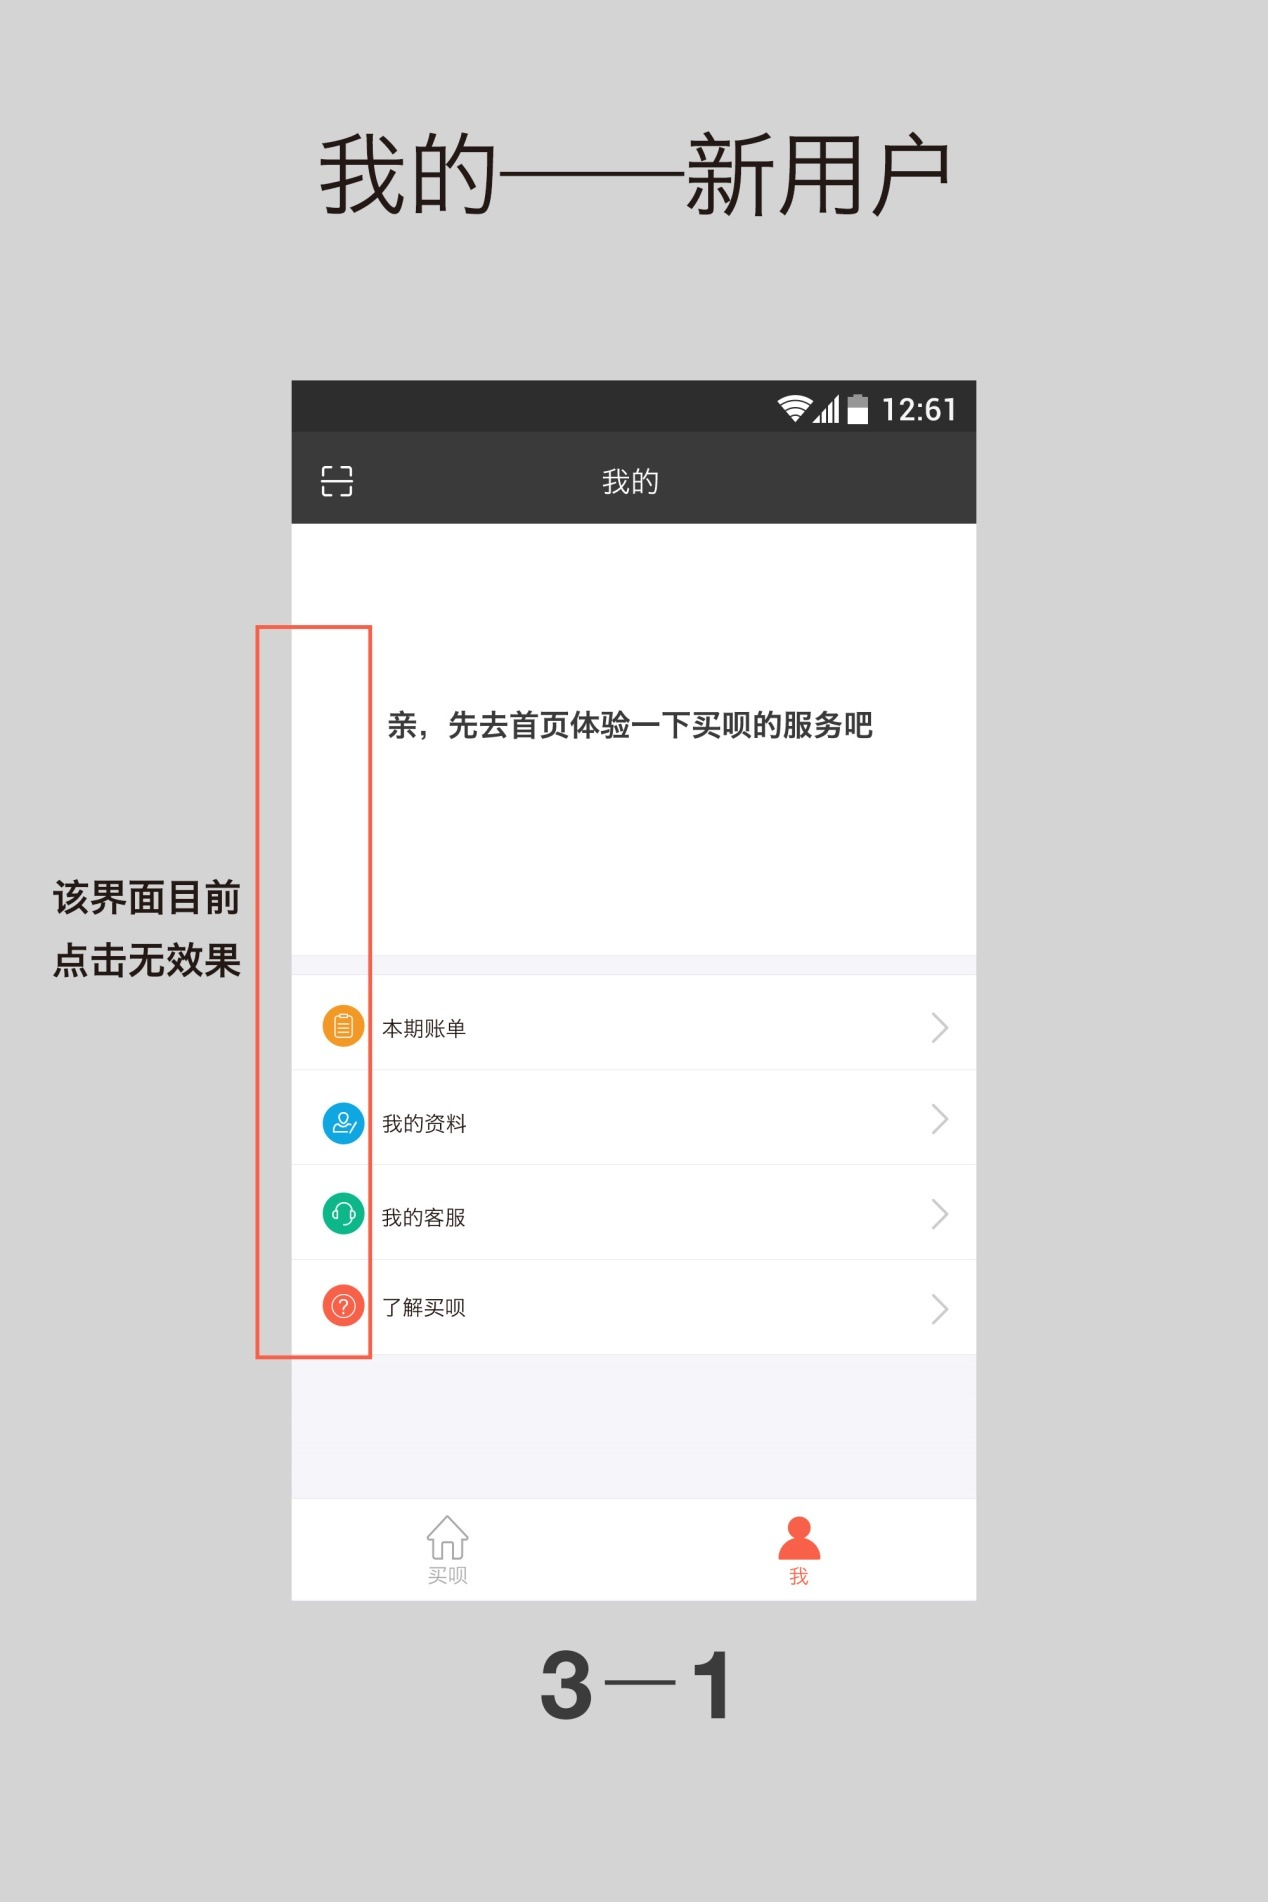 我的——新用户
12:61
我的
亲，先去首页体验一下买呗的服务吧
该界面目前
点击无效果
本期账单
我的资料
我的客服
了解买呗
买呗
我
3—1